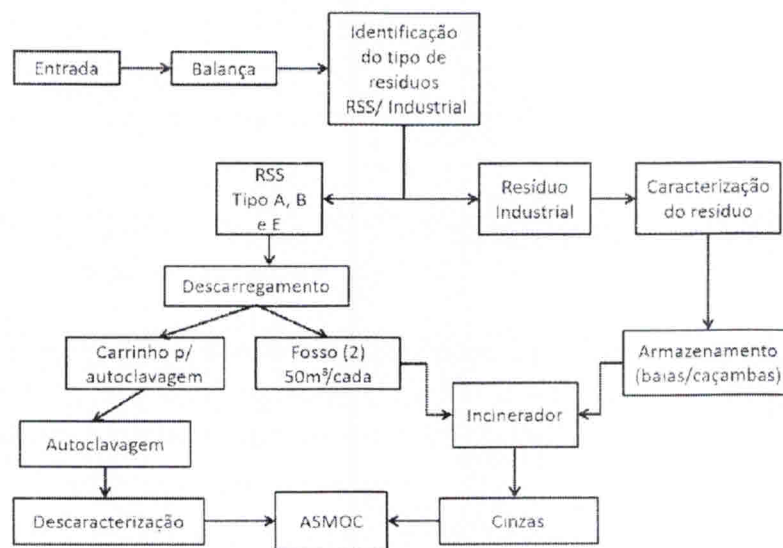 Entrada
Balança
Identificação
do tipo de
resíduos
RSS/ Industrial
RSS
Tipo A, B
e E
Resíduo
Industrial
Caracterização
do resíduo
Descarregamento
Carrinho p/
autoclavagem
Fosso (2)
50m³/cada
Armazenamento
(baias/caçambas)
Incinerador
Autoclavagem
Descaracterização
ASMOC
Cinzas